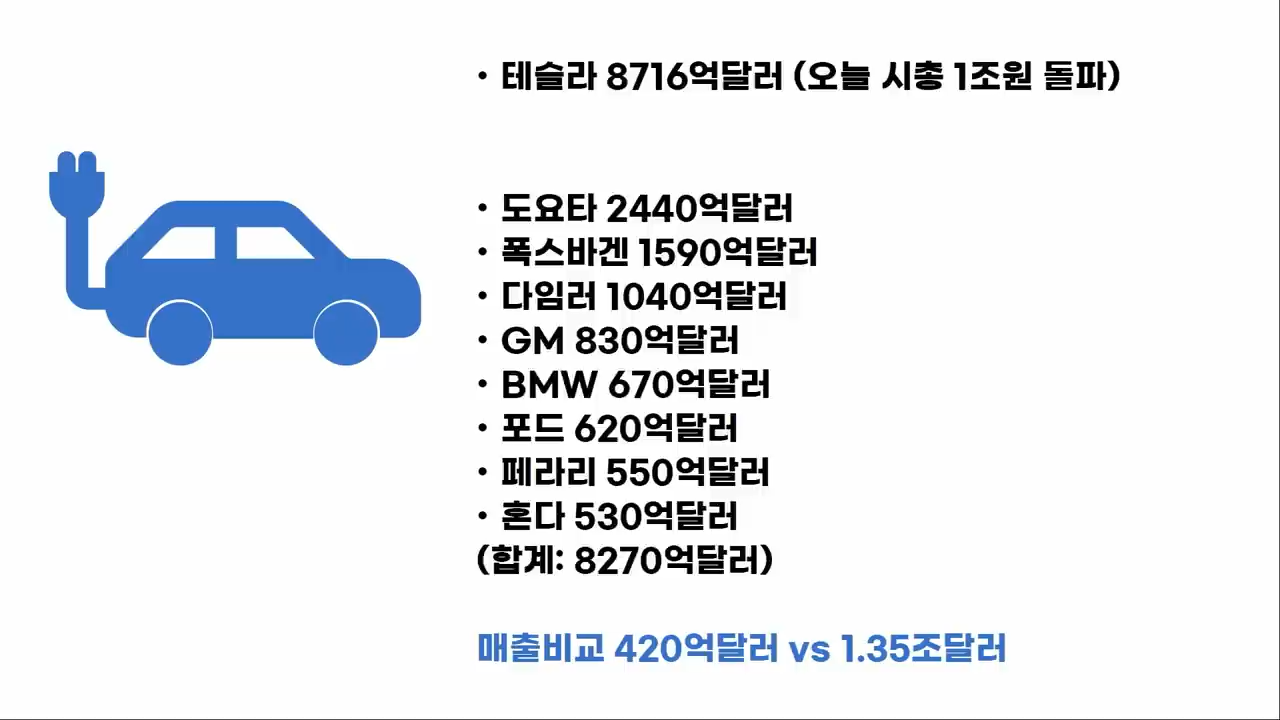 • 테슬라 8716억달러 (오늘 시총 1조원 돌파)
• 도요타 2440억달러
• 폭스바겐 1590억달러
• 다임러 1040억달러
• GM 830억달러
• BMW 670억달러
• 포드 620억달러
• 페라리 550억달러
• 혼다 530억달러
(합계: 8270억달러)
매출비교 420억달러 vs 1.35조달러